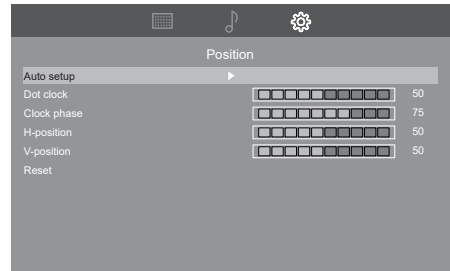 Position
Auto setup
Dot clock 50
Clock phase 75
H-position 50
V-position 50
Reset